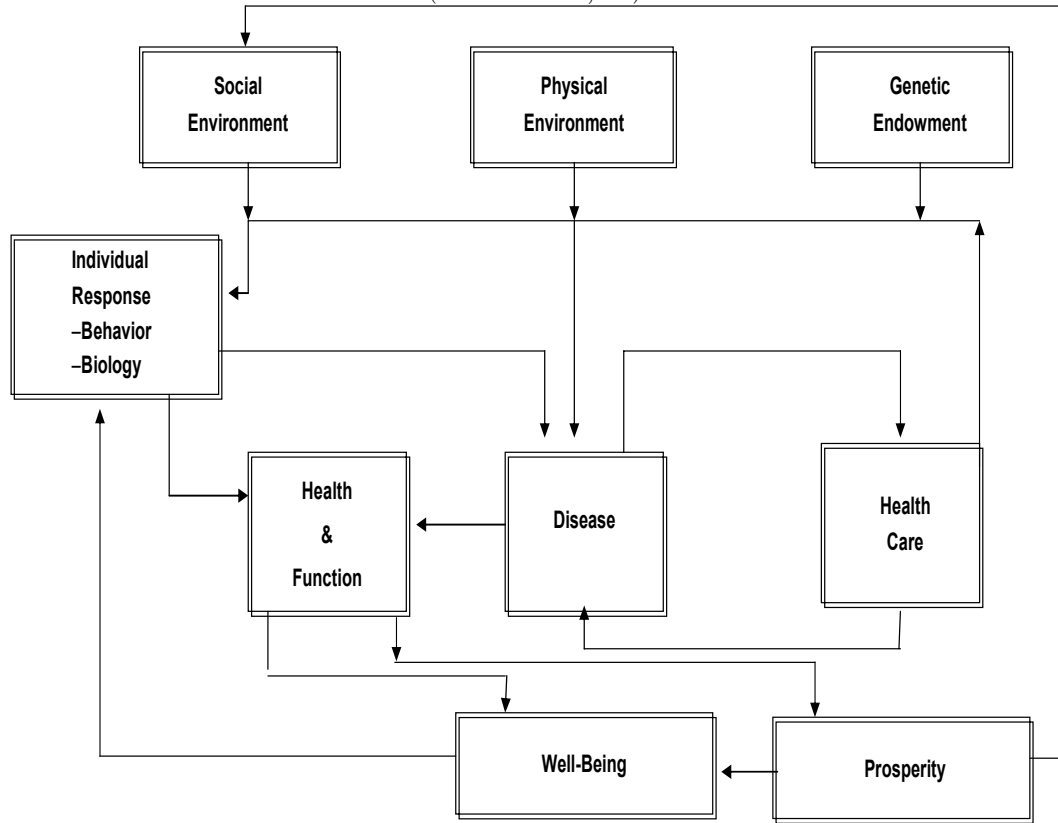 Social
Environment
Physical
Environment
Genetic
Endowment
Individual
Response
–Behavior
–Biology
Health
&
Function
Disease
Health
Care
Well-Being
Prosperity